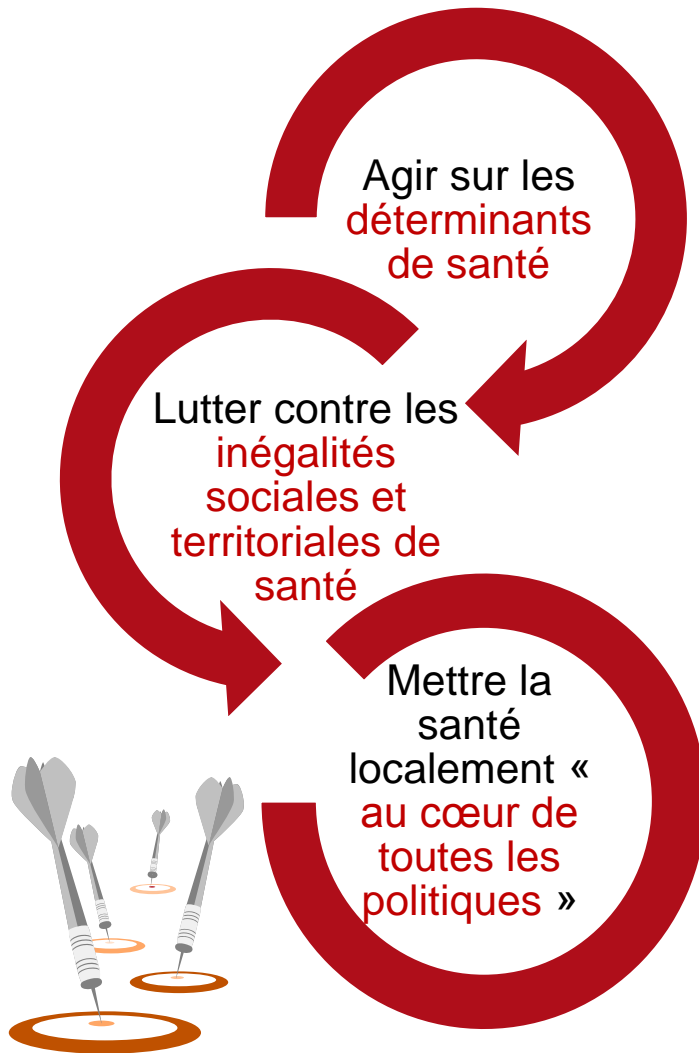 Agir sur les
déterminants
de santé
Lutter contre les
inégalités
sociales et
territoriales de
santé
Mettre la
santé
localement «
au cœur de
toutes les
politiques »